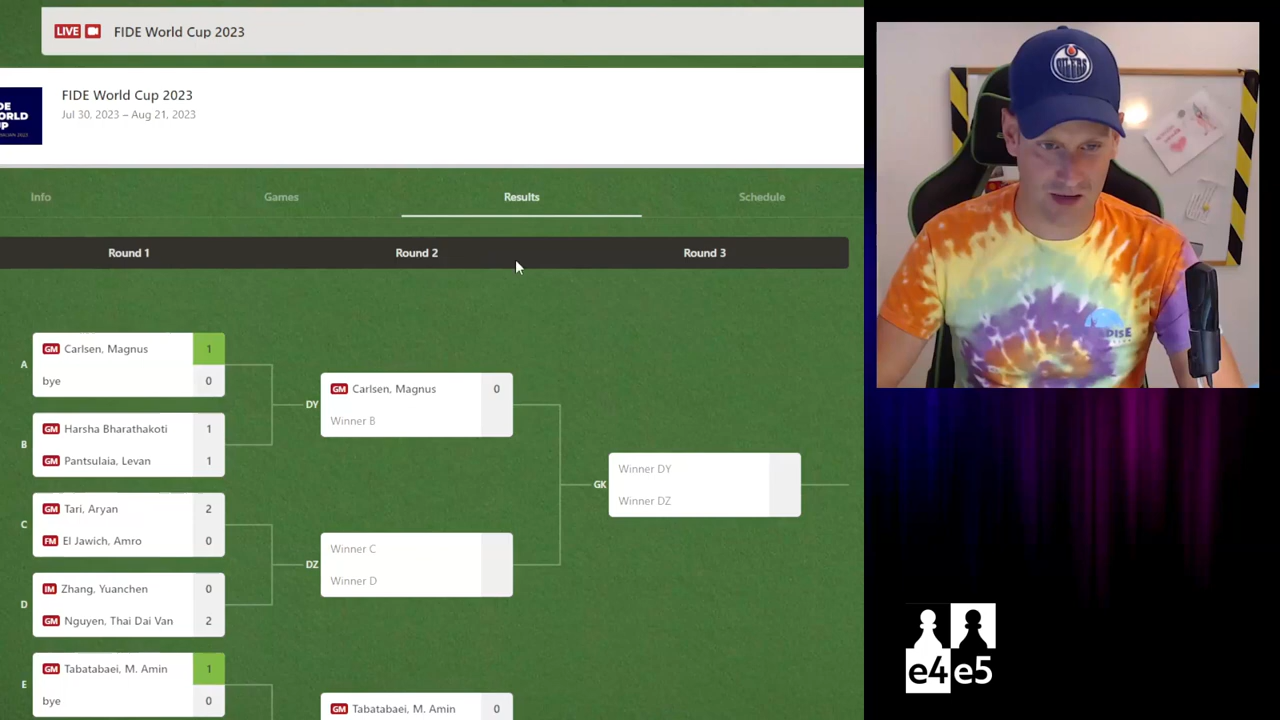 LIVE FIDE World Cup 2023
FIDE World Cup 2023
Jul 30, 2023 – Aug 21, 2023
Info Games Results Schedule
Round 1 Round 2 Round 3
A GM Carlsen, Magnus 1
bye 0
DY GM Carlsen, Magnus 0
Winner B
B GM Harsha Bharathakoti 1
GM Pantsulaia, Levan 1
GK Winner DY
Winner DZ
C GM Tari, Aryan 2
FM El Jawich, Amro 0
DZ Winner C
Winner D
D IM Zhang, Yuanchen 0
GM Nguyen, Thai Dai Van 2
E GM Tabatabaei, M. Amin 1
bye 0
GM Tabatabaei, M. Amin 0
OILERS
e4 e5